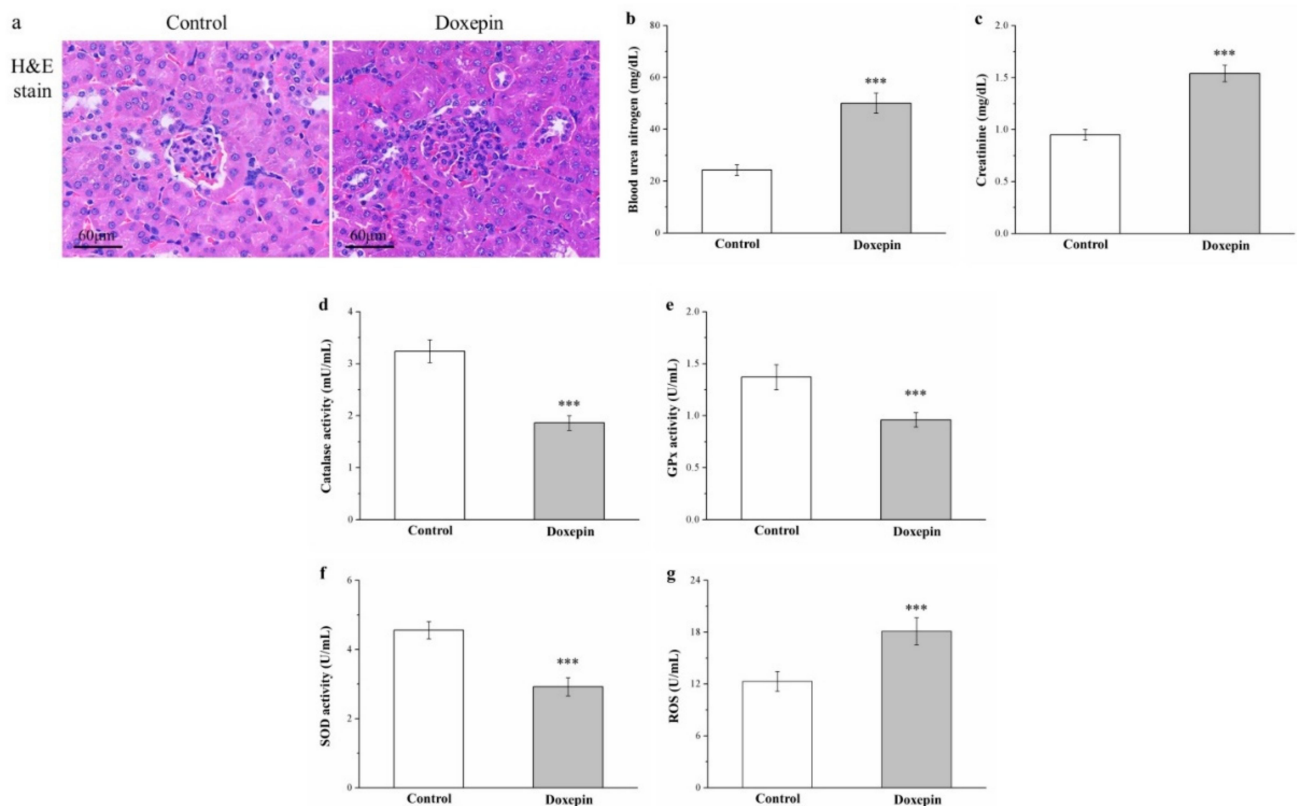 a
Control
Doxepin
H&E
stain
60μm
60μm
b
Blood urea nitrogen (mg/dL)
80
60
40
20
0
***
Control
Doxepin
c
Creatinine (mg/dL)
2.0
1.5
1.0
0.5
0.0
***
Control
Doxepin
d
Catalase activity (mU/mL)
4
3
2
1
0
***
Control
Doxepin
e
GPx activity (U/mL)
2.0
1.5
1.0
0.5
0.0
***
Control
Doxepin
f
SOD activity (U/mL)
6
4
2
0
***
Control
Doxepin
g
ROS (U/mL)
24
18
12
6
0
***
Control
Doxepin